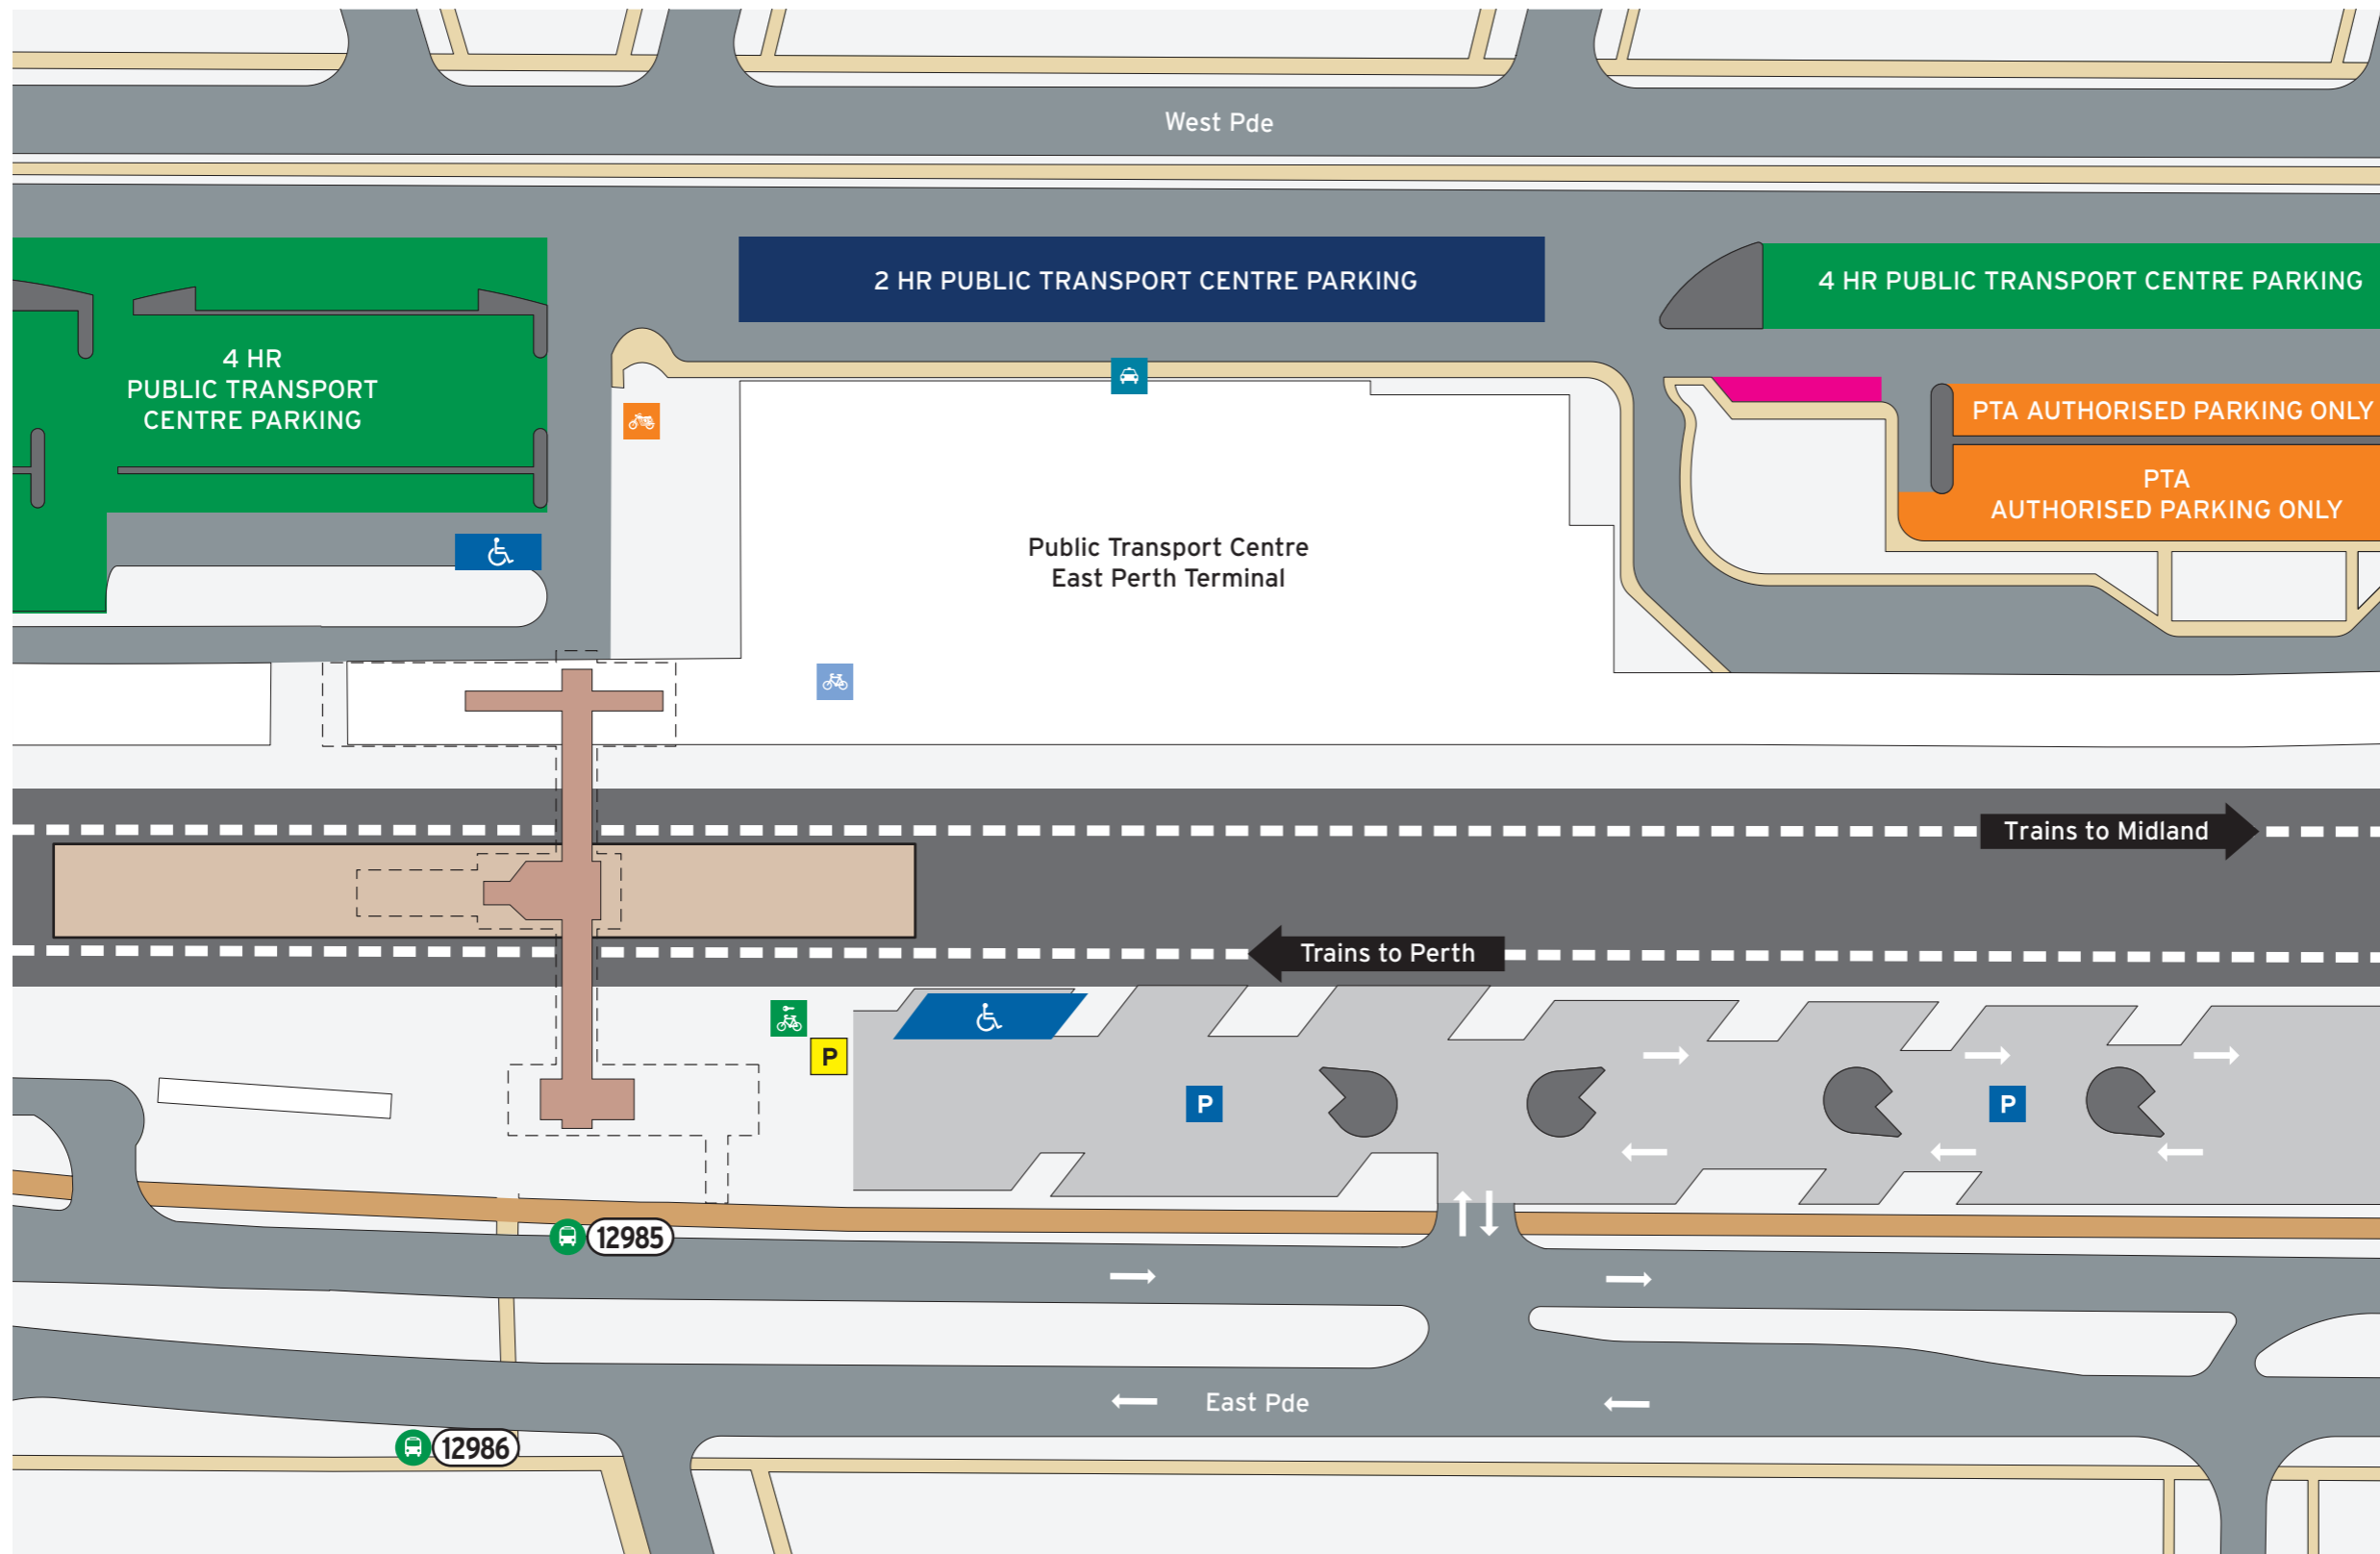 West Pde
2 HR PUBLIC TRANSPORT CENTRE PARKING
4 HR PUBLIC TRANSPORT CENTRE PARKING
4 HR
PUBLIC TRANSPORT
CENTRE PARKING
PTA AUTHORISED PARKING ONLY
PTA
AUTHORISED PARKING ONLY
Public Transport Centre
East Perth Terminal
Trains to Midland
Trains to Perth
P
P
P
12985
East Pde
12986